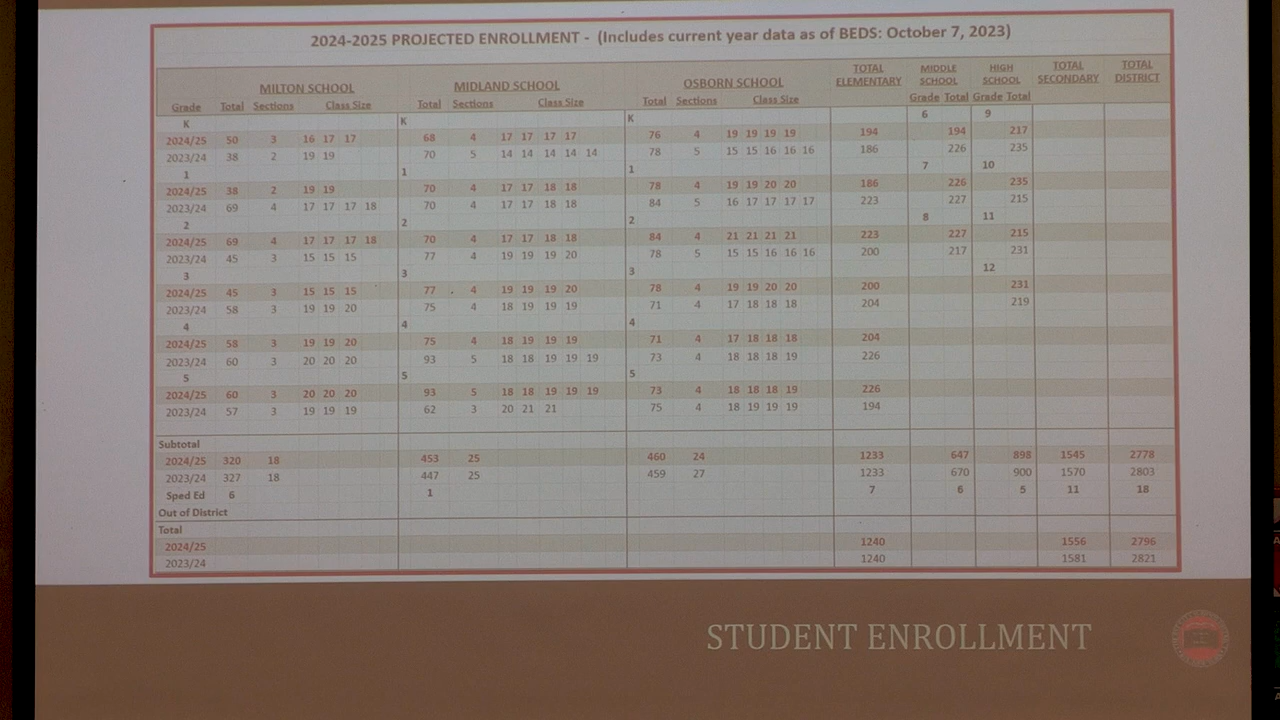 2024-2025 PROJECTED ENROLLMENT - (Includes current year data as of BEDS: October 7, 2023)
MILTON SCHOOL MIDLAND SCHOOL OSBORN SCHOOL TOTAL ELEMENTARY MIDDLE SCHOOL HIGH SCHOOL TOTAL SECONDARY TOTAL DISTRICT
Grade Total Sections Class Size Total Sections Class Size Total Sections Class Size Grade Total Grade Total
K K K 6 9
2024/25 50 3 16 17 17 68 4 17 17 17 17 76 4 19 19 19 19 194 194 217
2023/24 38 2 19 19 70 5 14 14 14 14 14 78 5 15 15 16 16 16 186 226 235
1 1 1 7 10
2024/25 38 2 19 19 70 4 17 17 18 18 78 4 19 19 20 20 186 226 235
2023/24 69 4 17 17 17 18 70 4 17 17 18 18 84 5 16 17 17 17 17 223 227 215
2 2 2 8 11
2024/25 69 4 17 17 17 18 70 4 17 17 18 18 84 4 21 21 21 21 223 227 215
2023/24 45 3 15 15 15 77 4 19 19 19 20 78 5 15 15 16 16 16 200 217 231
3 3 3 12
2024/25 45 3 15 15 15 77 4 19 19 19 20 78 4 19 19 20 20 200 231
2023/24 58 3 19 19 20 75 4 18 19 19 19 71 4 17 18 18 18 204 219
4 4 4
2024/25 58 3 19 19 20 75 4 18 19 19 19 71 4 17 18 18 18 204
2023/24 60 3 20 20 20 93 5 18 18 19 19 19 73 4 18 18 18 19 226
5 5 5
2024/25 60 3 20 20 20 93 5 18 18 19 19 19 73 4 18 18 18 19 226
2023/24 57 3 19 19 19 62 3 20 21 21 75 4 18 19 19 19 194
Subtotal
2024/25 320 18 453 25 460 24 1233 647 898 1545 2778
2023/24 327 18 447 25 459 27 1233 670 900 1570 2803
Sped Ed 6 1 7 6 5 11 18
Out of District
Total
2024/25 1240 1556 2796
2023/24 1240 1581 2821
STUDENT ENROLLMENT